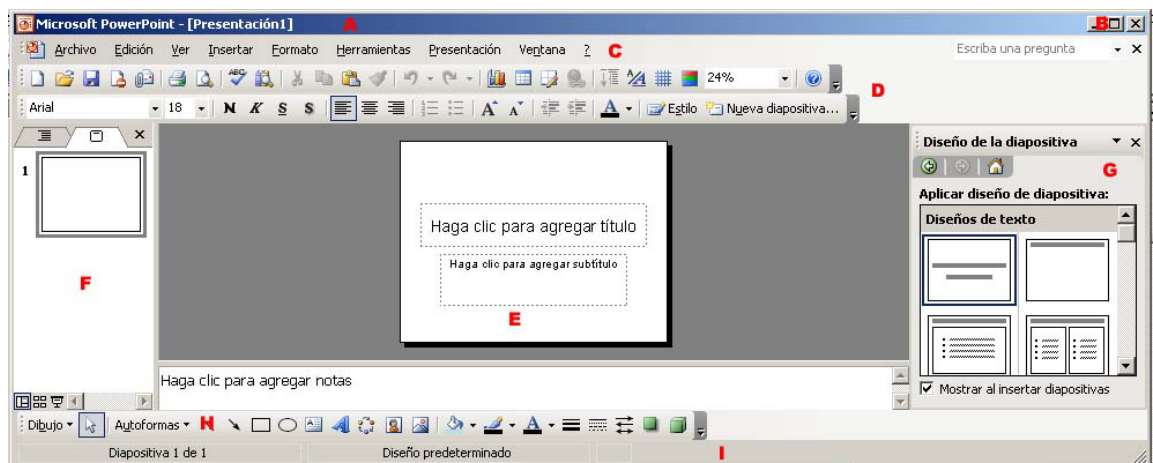 Microsoft PowerPoint - [Presentación1] A B
Archivo Edición Ver Insertar Formato Herramientas Presentación Ventana ? C Escriba una pregunta
24% D
Arial 18 N K S S A A A Estilo Nueva diapositiva...
Diseño de la diapositiva
G
1
Aplicar diseño de diapositiva:
Diseños de texto
Haga clic para agregar título
Haga clic para agregar subtítulo
F
E
Haga clic para agregar notas
Mostrar al insertar diapositivas
Dibujo Autoformas H A
Diapositiva 1 de 1 Diseño predeterminado I